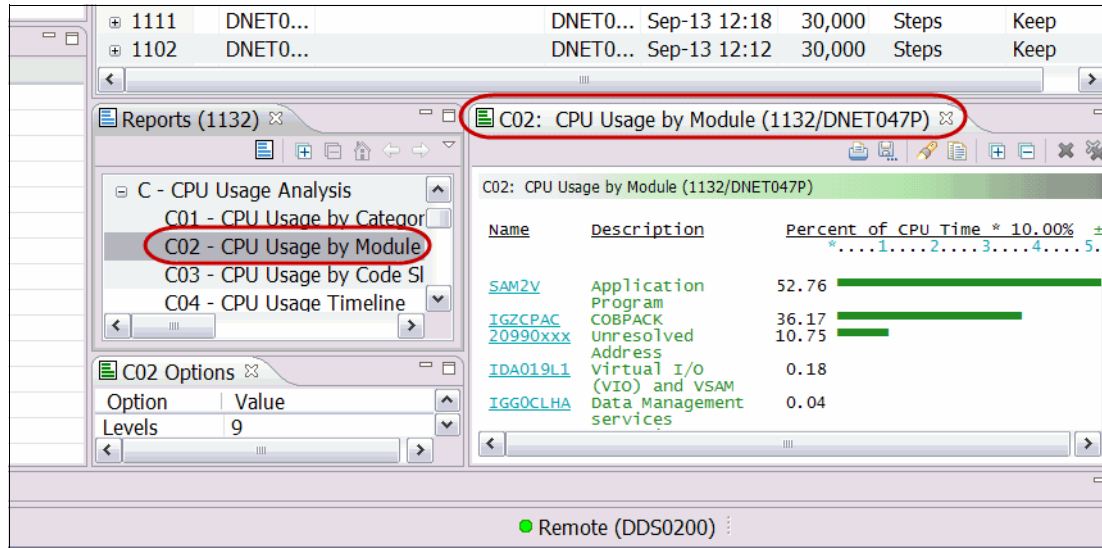 1111 DNET0... DNET0... Sep-13 12:18 30,000 Steps Keep
1102 DNET0... DNET0... Sep-13 12:12 30,000 Steps Keep
Reports (1132)
C - CPU Usage Analysis
C01 - CPU Usage by Categor
C02 - CPU Usage by Module
C03 - CPU Usage by Code Sl
C04 - CPU Usage Timeline
C02 Options
Option Value
Levels 9
C02: CPU Usage by Module (1132/DNET047P)
C02: CPU Usage by Module (1132/DNET047P)
Name Description Percent of CPU Time * 10.00% ±
*....1....2....3....4....5.
SAM2V Application 52.76
Program
IGZCPAC COBPACK 36.17
20990xxx Unresolved 10.75
Address
IDA019L1 Virtual I/O 0.18
(VIO) and VSAM
IGG0CLHA Data Management 0.04
services
Remote (DDS0200)